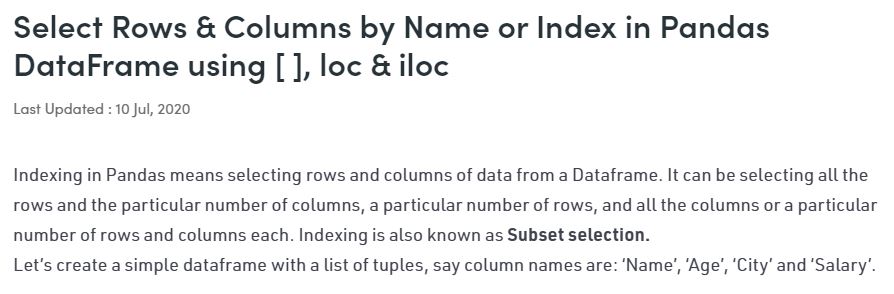 Select Rows & Columns by Name or Index in Pandas
DataFrame using [ ], loc & iloc
Last Updated : 10 Jul, 2020
Indexing in Pandas means selecting rows and columns of data from a Dataframe. It can be selecting all the
rows and the particular number of columns, a particular number of rows, and all the columns or a particular
number of rows and columns each. Indexing is also known as Subset selection.
Let’s create a simple dataframe with a list of tuples, say column names are: ‘Name’, ‘Age’, ‘City’ and ‘Salary’.